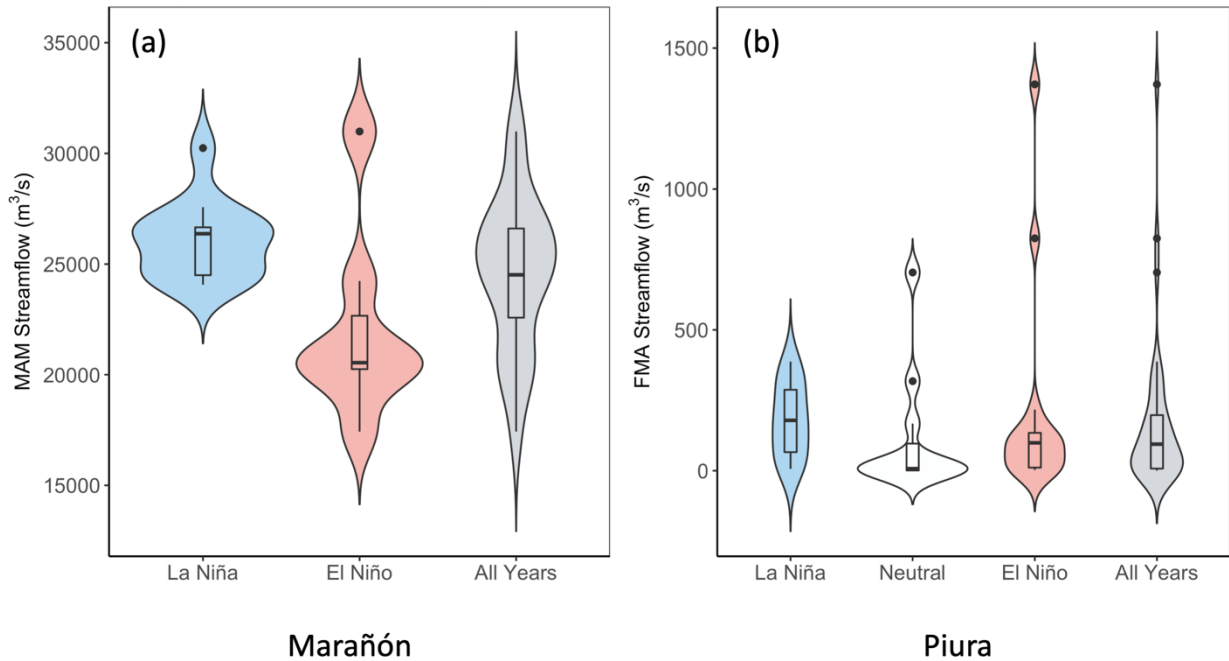 (a)
35000
30000
25000
20000
15000
MAM Streamflow (m³/s)
La Niña El Niño All Years
Marañón
(b)
1500
1000
500
0
FMA Streamflow (m³/s)
La Niña Neutral El Niño All Years
Piura